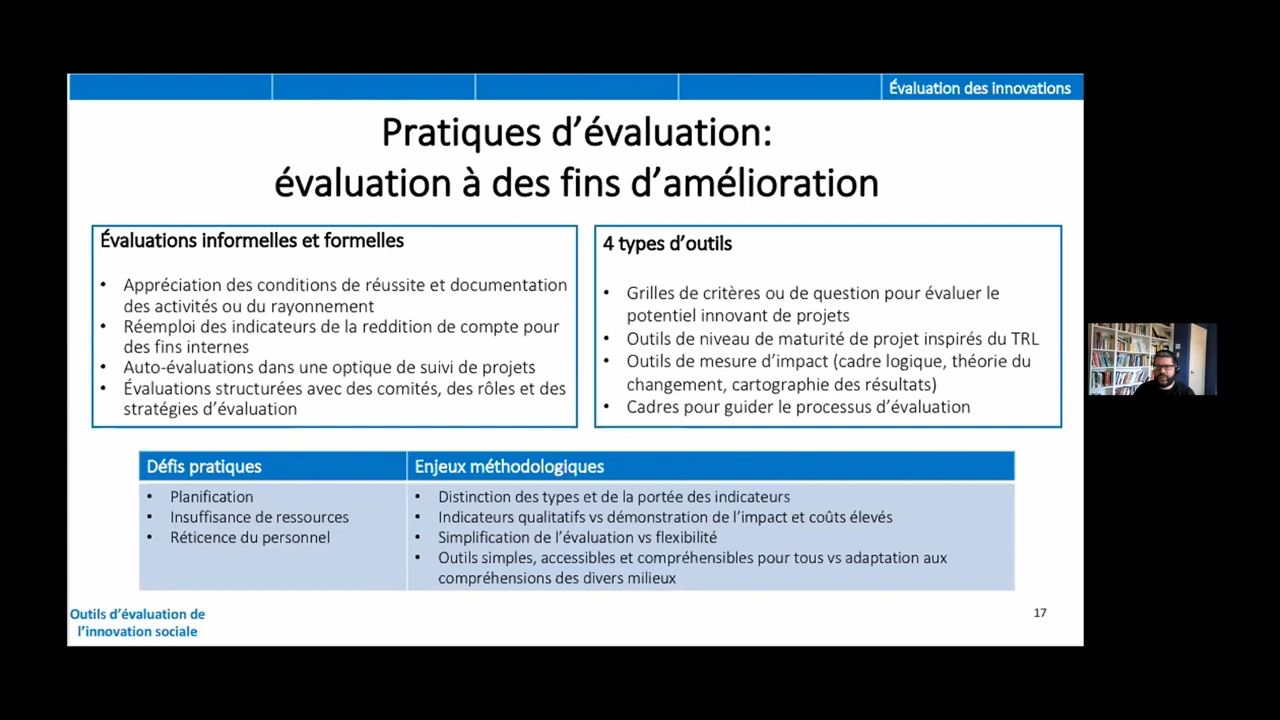 Évaluation des innovations
Pratiques d’évaluation:
évaluation à des fins d’amélioration
Évaluations informelles et formelles
• Appréciation des conditions de réussite et documentation
des activités ou du rayonnement
• Réemploi des indicateurs de la reddition de compte pour
des fins internes
• Auto-évaluations dans une optique de suivi de projets
• Évaluations structurées avec des comités, des rôles et des
stratégies d’évaluation
4 types d’outils
• Grilles de critères ou de question pour évaluer le
potentiel innovant de projets
• Outils de niveau de maturité de projet inspirés du TRL
• Outils de mesure d’impact (cadre logique, théorie du
changement, cartographie des résultats)
• Cadres pour guider le processus d’évaluation
Défis pratiques
• Planification
• Insuffisance de ressources
• Réticence du personnel
Enjeux méthodologiques
• Distinction des types et de la portée des indicateurs
• Indicateurs qualitatifs vs démonstration de l’impact et coûts élevés
• Simplification de l’évaluation vs flexibilité
• Outils simples, accessibles et compréhensibles pour tous vs adaptation aux
compréhensions des divers milieux
Outils d’évaluation de
l’innovation sociale
17